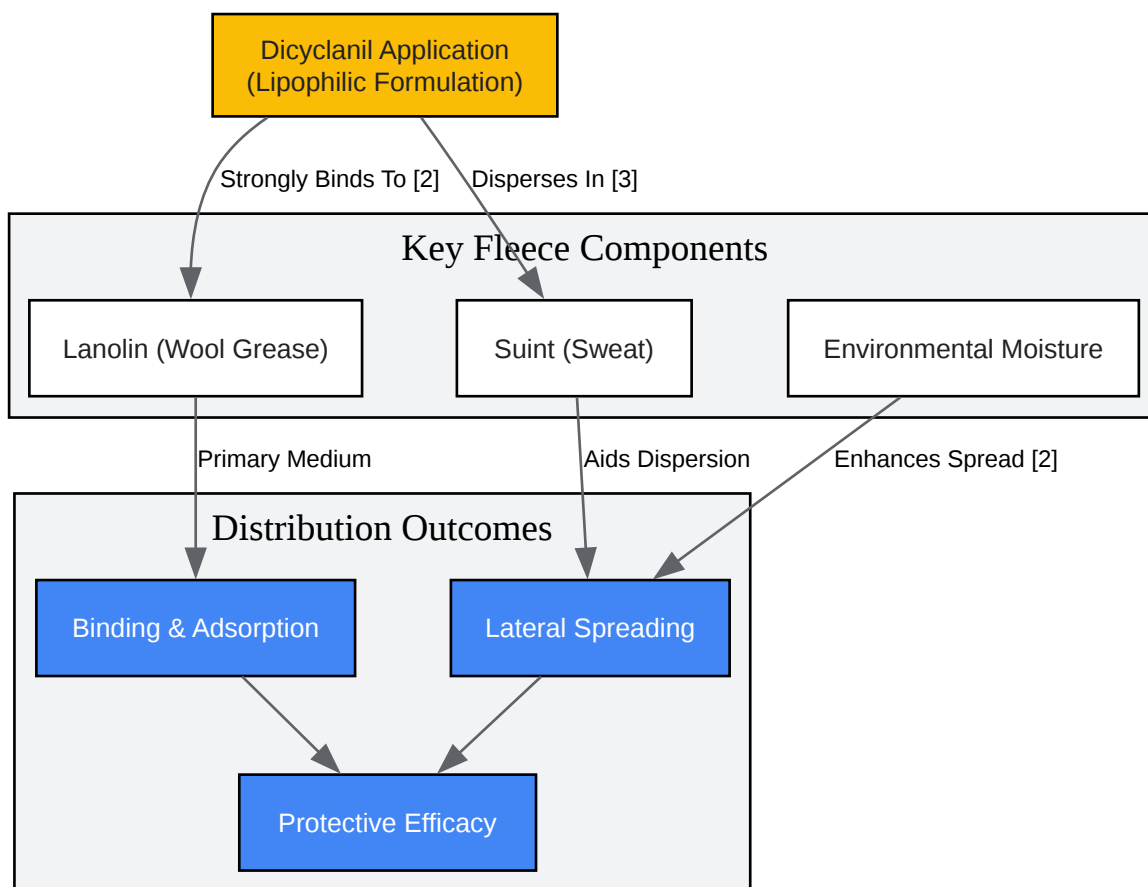 Dicyclanil Application
(Lipophilic Formulation)
Strongly Binds To [2]
Disperses In [3]
Key Fleece Components
Lanolin (Wool Grease)
Suint (Sweat)
Environmental Moisture
Primary Medium
Aids Dispersion
Enhances Spread [2]
Distribution Outcomes
Binding & Adsorption
Lateral Spreading
Protective Efficacy